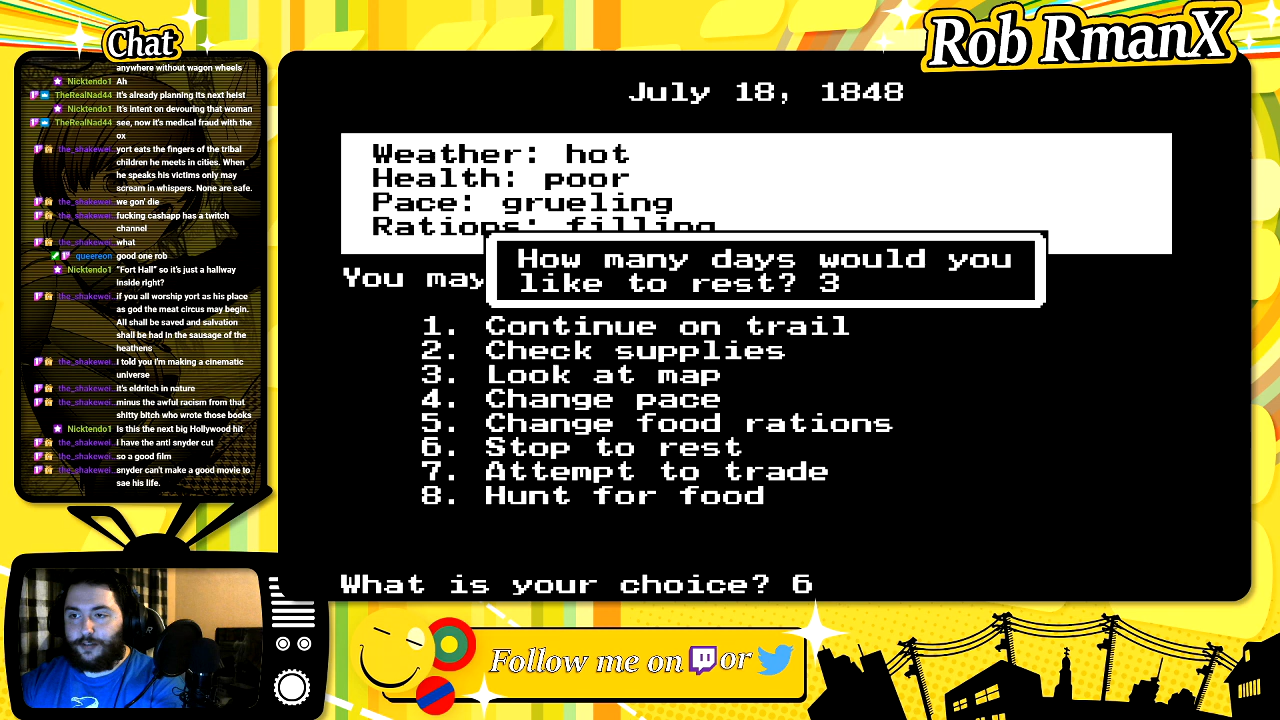 Chat
anywhere without wagon wheels
Nicktendo1 Ah
TheRealNad44 It's already planning its next heist
Nicktendo1 It's intent on devouring that woman
TheRealNad44 see, now it's medical fraud with the
ox
the_shakewei… yort eats the fingers of the tribal
children he meets in cruse. When
he speaks his victims only may
scream in whispers. None are safe.
the_shakewei… we gon' die
the_shakewei… fucking cashapp has a twitch
channel
the_shakewei… what
queereon good one rob
Nicktendo1 "Fort Hall" so it's just a hallway
inside a fort?
the_shakewei… if you all worship yort as his place
as god the meat circus may begin.
All shall be saved and salvation
shall be had in the sausage of the
heathens
the_shakewei… I told you I'm making a cinematic
universe
the_shakewei… it's eldritch in nature
the_shakewei… minus the awful racism from that
shitty bitch who wrote those books
Nicktendo1 Is this the next big Hollywood hit
the_shakewei… I have the anti snyder cut
the_shakewei… so a good film
the_shakewei… snyder can't make a good movie to
sae his life.
Rob RmanX
July 18, 1848
Weather: hot
Health: poor
Pace: grueling
Rations: filling
You may
How many days would you
like to rest? 3
1. Continue on trail
2. Check supplies
3. Look at map
4. Change pace
5. Change food rations
6. Stop to rest
7. Attempt to trade
8. Hunt for food
What is your choice? 6
Follow me on or